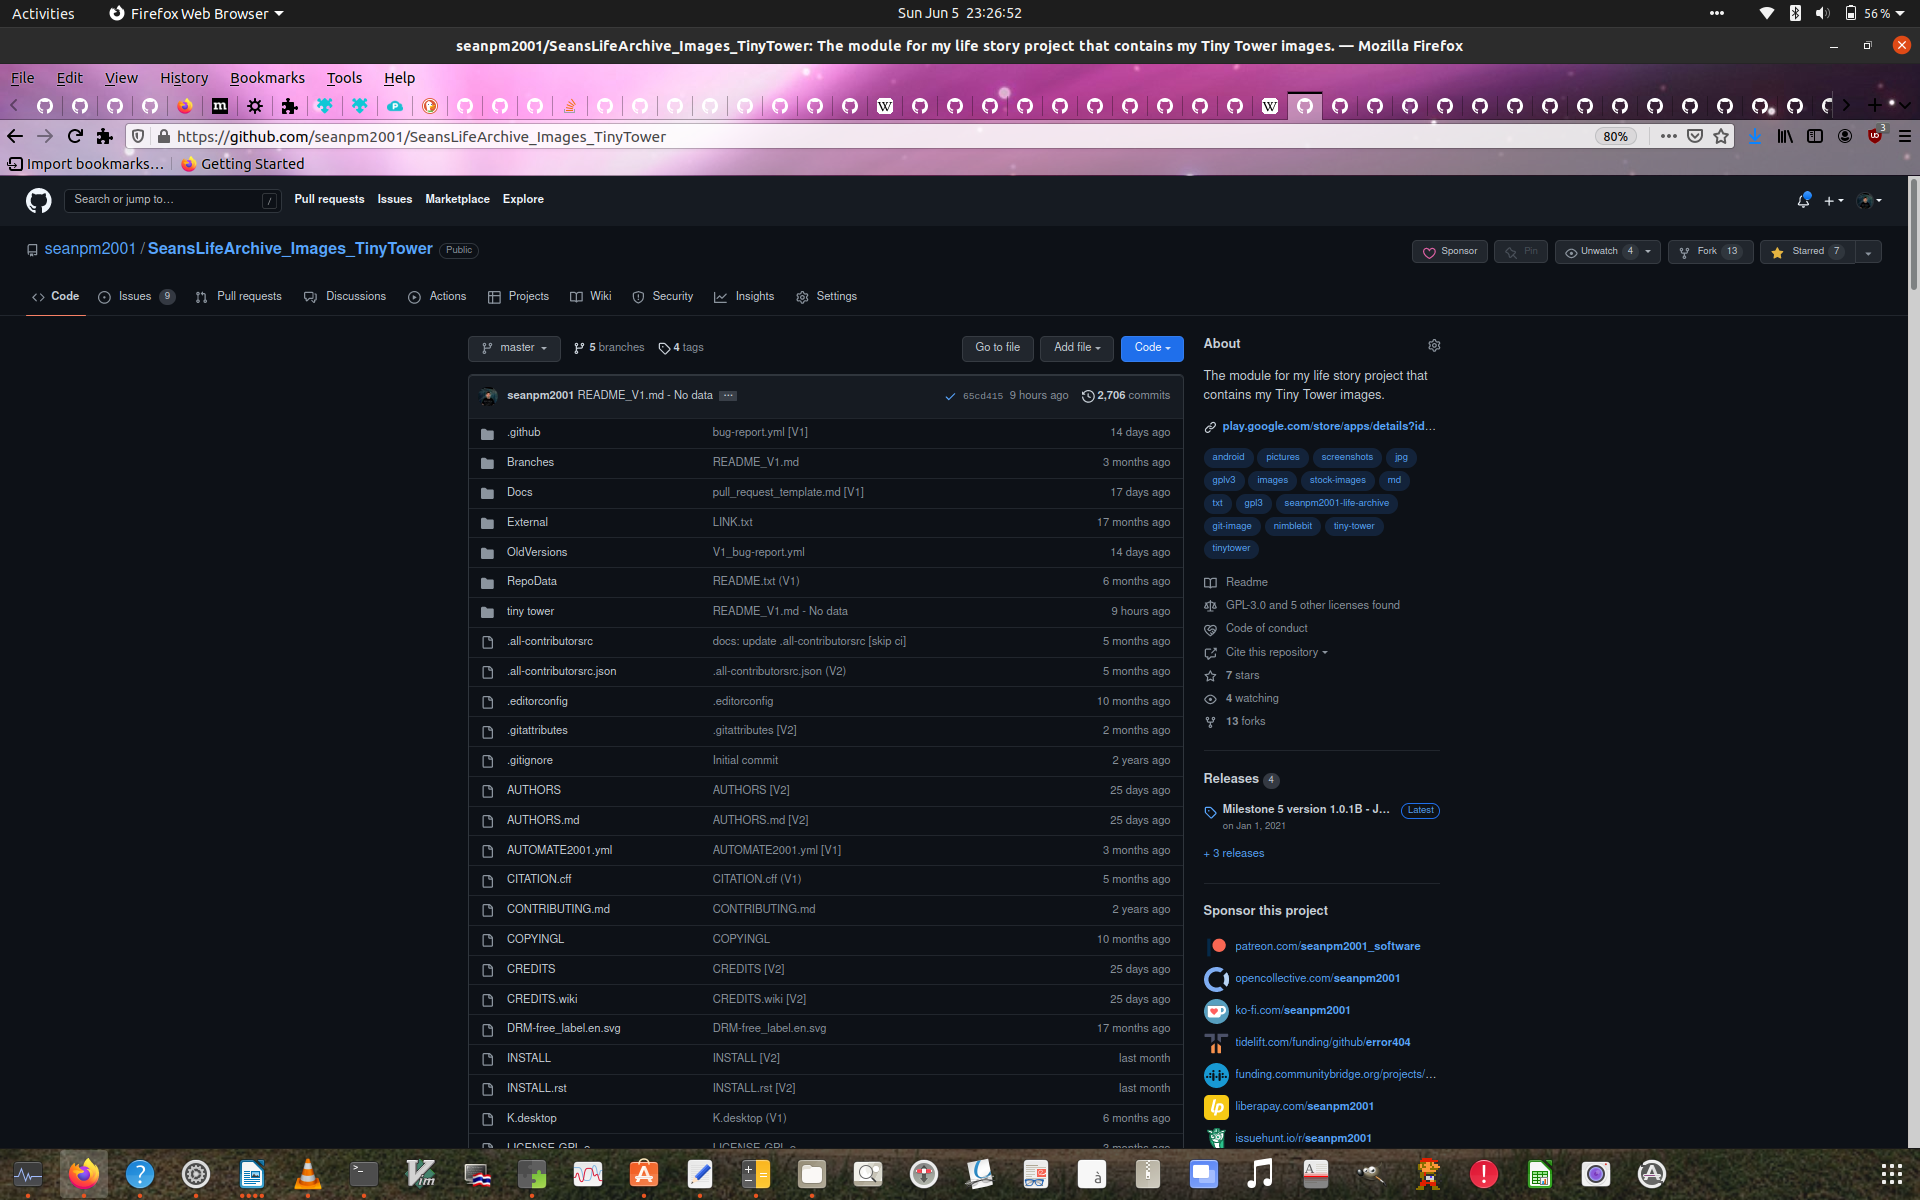 Activities
Firefox Web Browser
Sun Jun 5 23:26:52
56 %
seanpm2001/SeansLifeArchive_Images_TinyTower: The module for my life story project that contains my Tiny Tower images. — Mozilla Firefox
File Edit View History Bookmarks Tools Help
https://github.com/seanpm2001/SeansLifeArchive_Images_TinyTower
80%
3
Import bookmarks… Getting Started
Search or jump to… /
Pull requests Issues Marketplace Explore
seanpm2001 / SeansLifeArchive_Images_TinyTower Public
Sponsor Pin Unwatch 4 Fork 13 Starred 7
Code Issues 9 Pull requests Discussions Actions Projects Wiki Security Insights Settings
master 5 branches 4 tags Go to file Add file Code
seanpm2001 README_V1.md - No data … 65cd415 9 hours ago 2,706 commits
.github bug-report.yml [V1] 14 days ago
Branches README_V1.md 3 months ago
Docs pull_request_template.md [V1] 17 days ago
External LINK.txt 17 months ago
OldVersions V1_bug-report.yml 14 days ago
RepoData README.txt (V1) 6 months ago
tiny tower README_V1.md - No data 9 hours ago
.all-contributorsrc docs: update .all-contributorsrc [skip ci] 5 months ago
.all-contributorsrc.json .all-contributorsrc.json (V2) 5 months ago
.editorconfig .editorconfig 10 months ago
.gitattributes .gitattributes [V2] 2 months ago
.gitignore Initial commit 2 years ago
AUTHORS AUTHORS [V2] 25 days ago
AUTHORS.md AUTHORS.md [V2] 25 days ago
AUTOMATE2001.yml AUTOMATE2001.yml [V1] 3 months ago
CITATION.cff CITATION.cff (V1) 5 months ago
CONTRIBUTING.md CONTRIBUTING.md 2 years ago
COPYINGL COPYINGL 10 months ago
CREDITS CREDITS [V2] 25 days ago
CREDITS.wiki CREDITS.wiki [V2] 25 days ago
DRM-free_label.en.svg DRM-free_label.en.svg 17 months ago
INSTALL INSTALL [V2] last month
INSTALL.rst INSTALL.rst [V2] last month
K.desktop K.desktop (V1) 6 months ago
About
The module for my life story project that
contains my Tiny Tower images.
play.google.com/store/apps/details?id…
android pictures screenshots jpg
gplv3 images stock-images md
txt gpl3 seanpm2001-life-archive
git-image nimblebit tiny-tower
tinytower
Readme
GPL-3.0 and 5 other licenses found
Code of conduct
Cite this repository
7 stars
4 watching
13 forks
Releases 4
Milestone 5 version 1.0.1B - J… Latest
on Jan 1, 2021
+ 3 releases
Sponsor this project
patreon.com/seanpm2001_software
opencollective.com/seanpm2001
ko-fi.com/seanpm2001
tidelift.com/funding/github/error404
funding.communitybridge.org/projects/…
liberapay.com/seanpm2001
issuehunt.io/r/seanpm2001